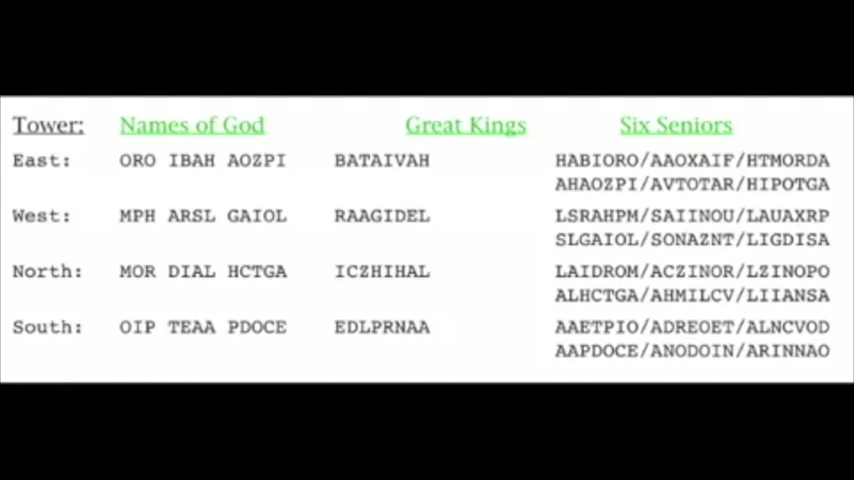 Tower: Names of God Great Kings Six Seniors
East: ORO IBAH AOZPI BATAIVAH HABIORO/AAOXAIF/HTMORDA
AHAOZPI/AVTOTAR/HIPOTGA
West: MPH ARSL GAIOL RAAGIDEL LSRAHPM/SAIINOU/LAUAXRP
SLGAIOL/SONAZNT/LIGDISA
North: MOR DIAL HCTGA ICZHIHAL LAIDROM/ACZINOR/LZINOPO
ALHCTGA/AHMILCV/LIIANSA
South: OIP TEAA PDOCE EDLPRNAA AAETPIO/ADREOET/ALNCVOD
AAPDOCE/ANODOIN/ARINNAO